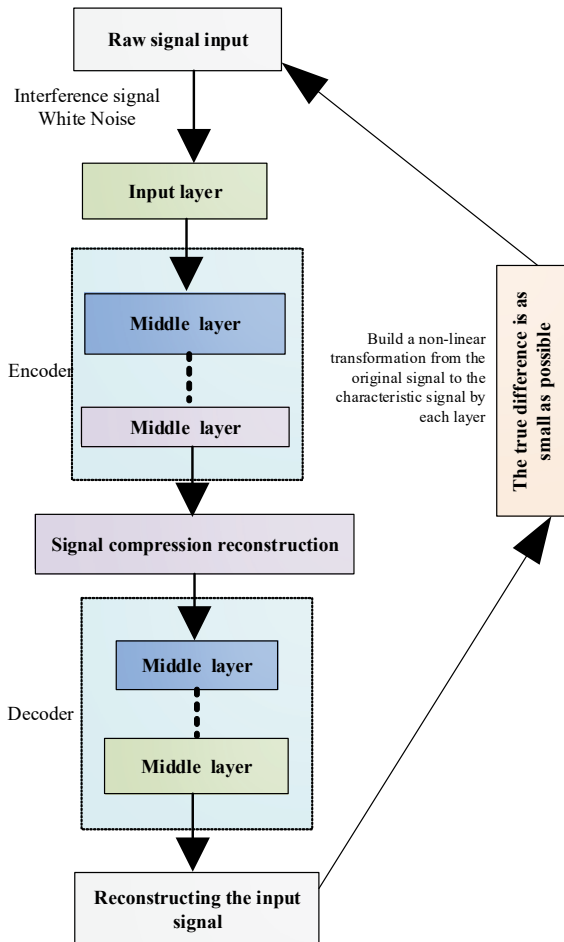 Raw signal input
Interference signal
White Noise
Input layer
Encoder
Middle layer
Middle layer
Build a non-linear
transformation from the
original signal to the
characteristic signal by
each layer
The true difference is as
small as possible
Signal compression reconstruction
Decoder
Middle layer
Middle layer
Reconstructing the input
signal